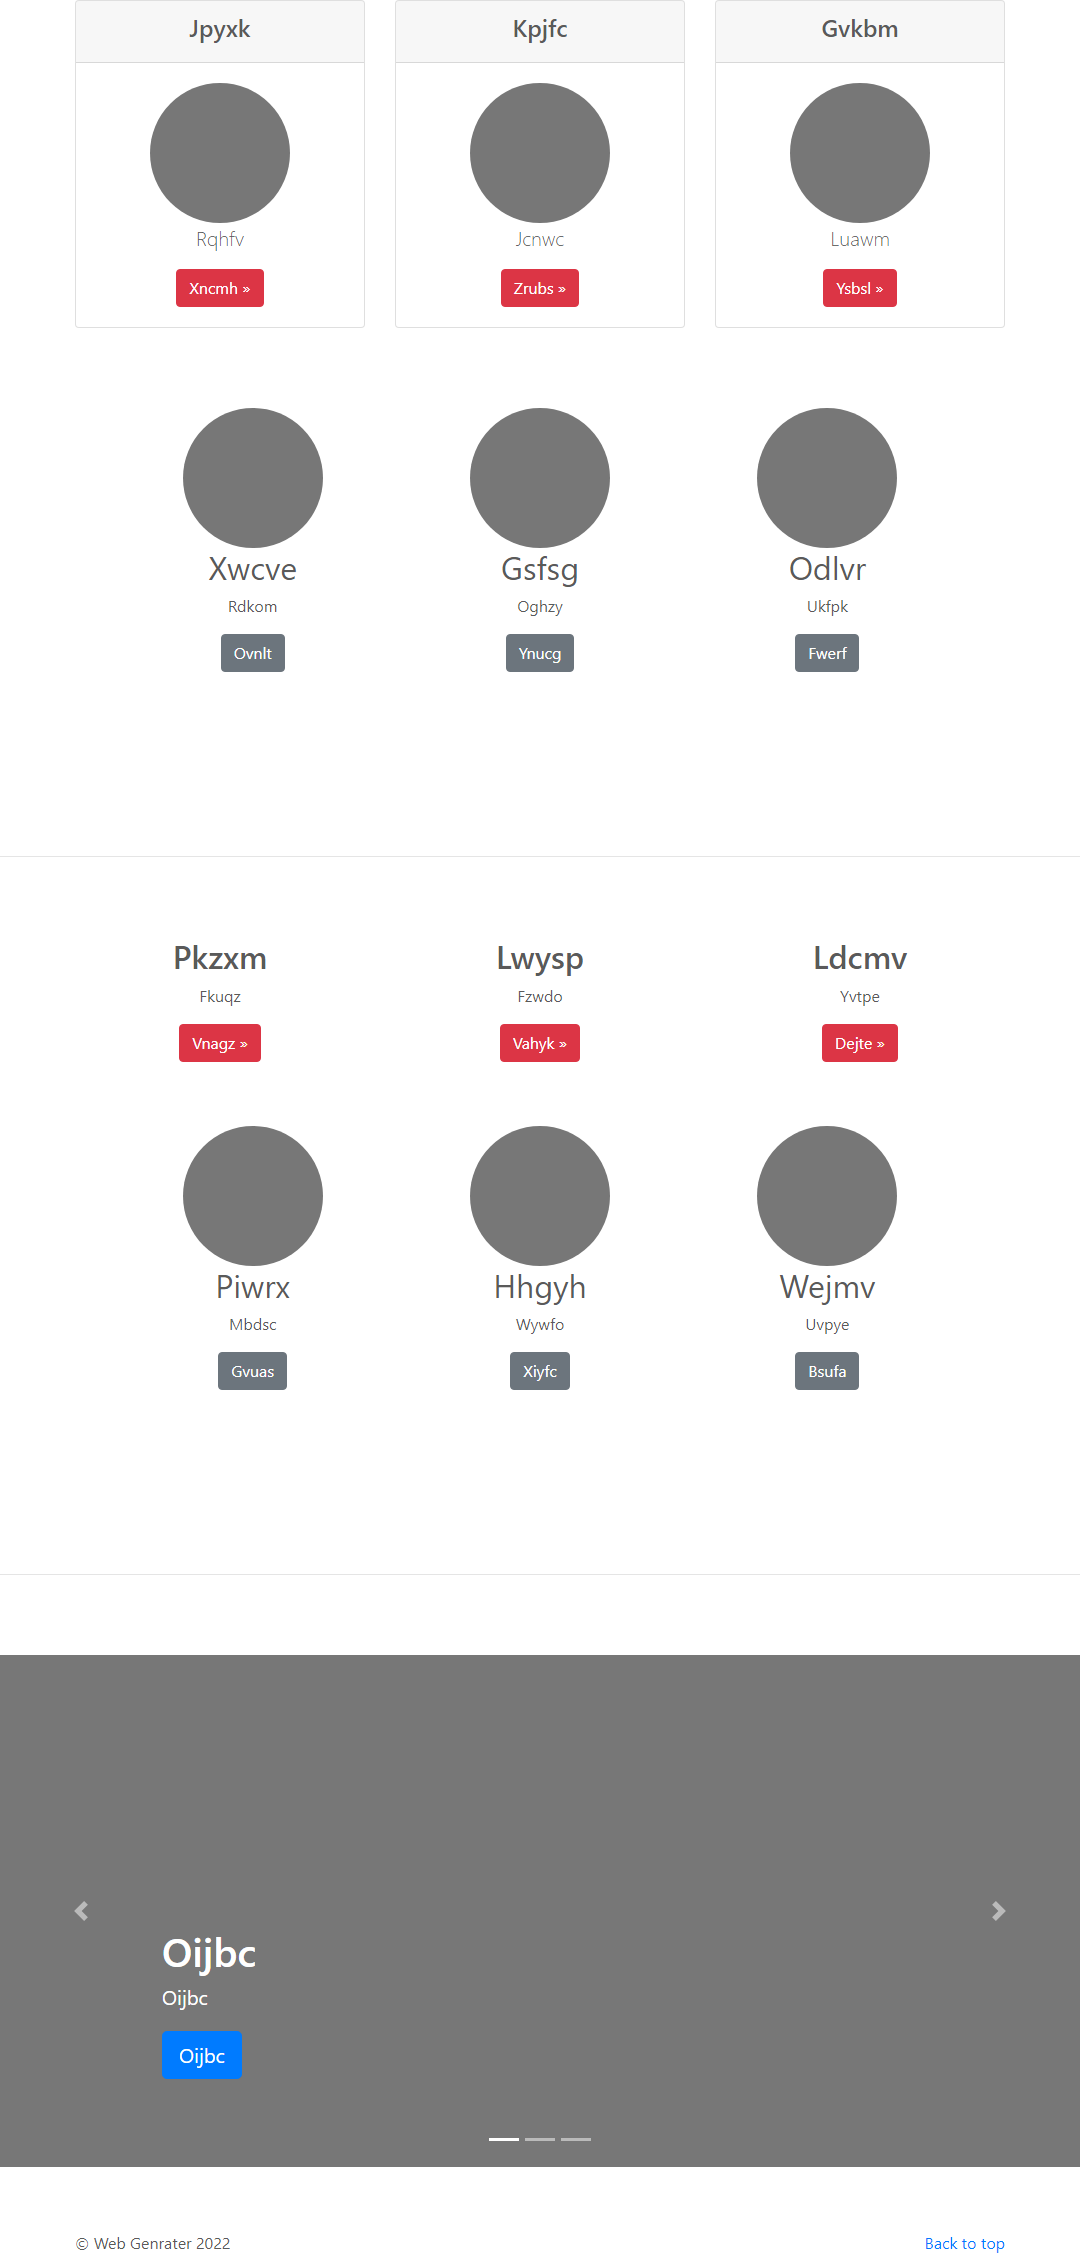 Jpyxk Kpjfc Gvkbm
Rqhfv Jcnwc Luawm
Xncmh » Zrubs » Ysbsl »
Xwcve Gsfsg Odlvr
Rdkom Oghzy Ukfpk
Ovnlt Ynucg Fwerf
Pkzxm Lwysp Ldcmv
Fkuqz Fzwdo Yvtpe
Vnagz » Vahyk » Dejte »
Piwrx Hhgyh Wejmv
Mbdsc Wywfo Uvpye
Gvuas Xiyfc Bsufa
Oijbc
Oijbc
Oijbc
© Web Genrater 2022 Back to top